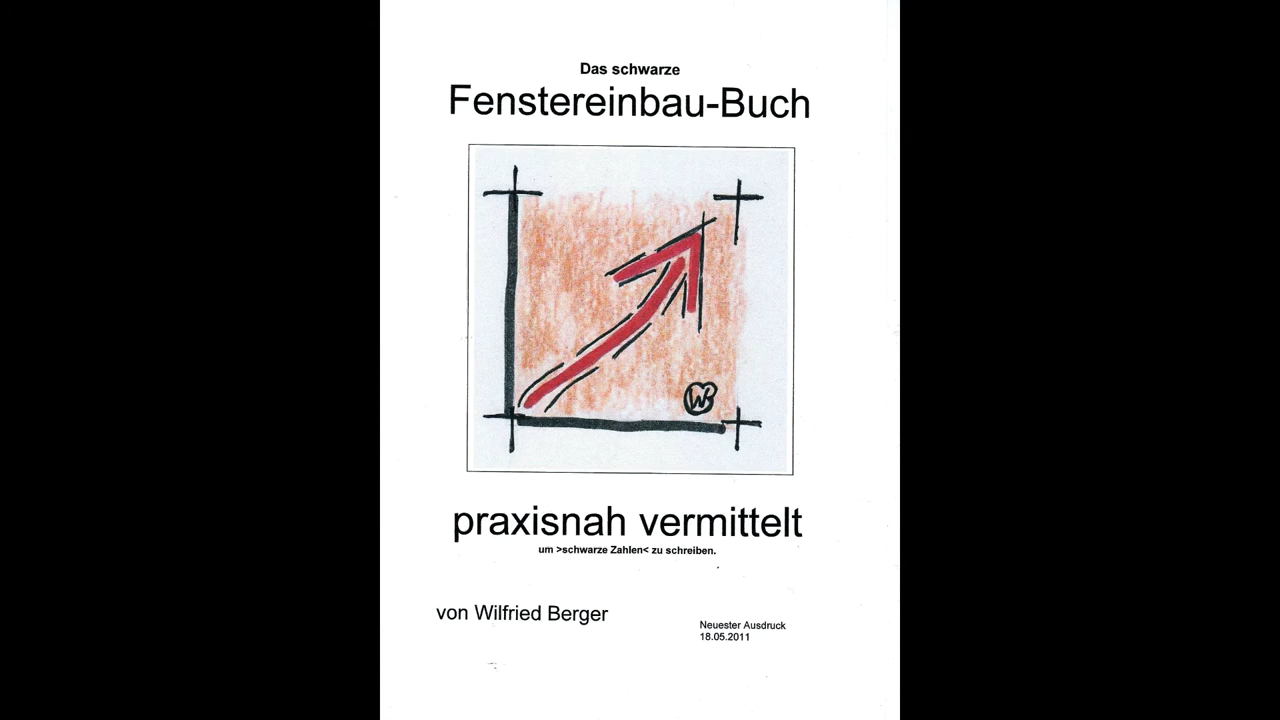 Das schwarze
Fenstereinbau-Buch
WB
praxisnah vermittelt
um >schwarze Zahlen< zu schreiben.
von Wilfried Berger
Neuester Ausdruck
18.05.2011